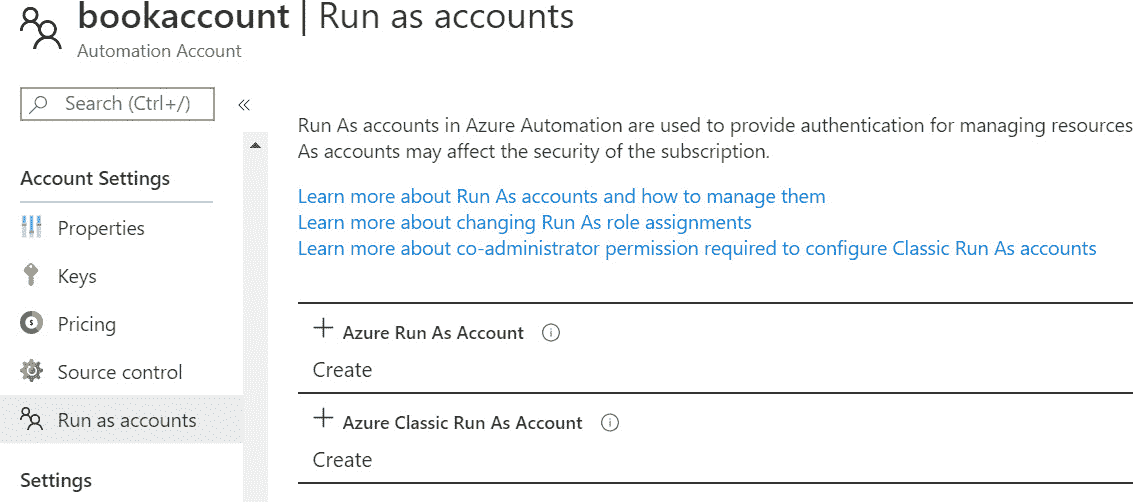 bookaccount | Run as accounts
Automation Account
Search (Ctrl+/)
«
Account Settings
Properties
Keys
Pricing
Source control
Run as accounts
Settings
Run As accounts in Azure Automation are used to provide authentication for managing resources
As accounts may affect the security of the subscription.
Learn more about Run As accounts and how to manage them
Learn more about changing Run As role assignments
Learn more about co-administrator permission required to configure Classic Run As accounts
Azure Run As Account
Create
Azure Classic Run As Account
Create